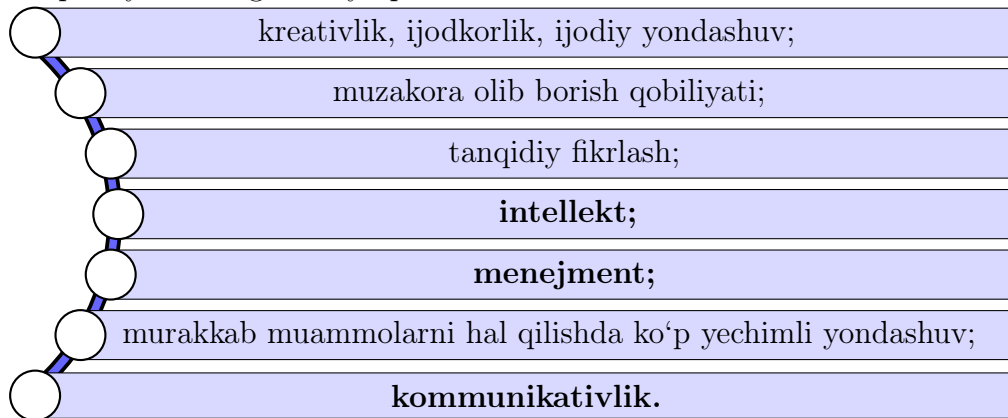 kreativlik, ijodkorlik, ijodiy yondashuv;
muzakora olib borish qobiliyati;
tanqidiy fikrlash;
intellekt;
menejment;
murakkab muammolarni hal qilishda ko‘p yechimli yondashuv;
kommunikativlik.